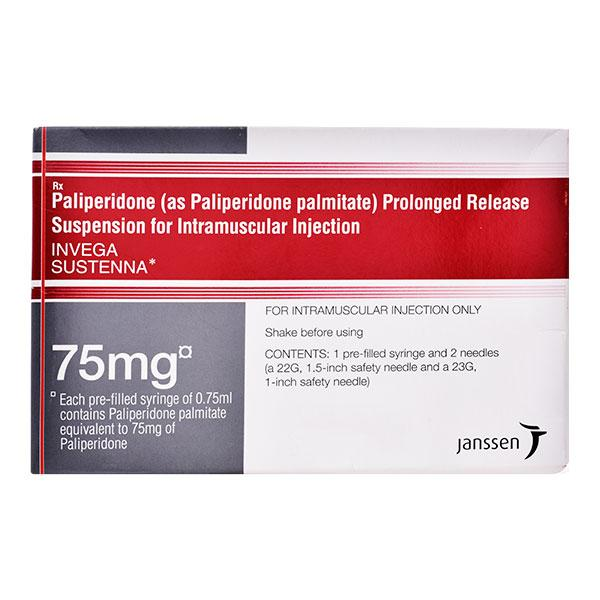 Rx
Paliperidone (as Paliperidone palmitate) Prolonged Release
Suspension for Intramuscular Injection
INVEGA
SUSTENNA*
FOR INTRAMUSCULAR INJECTION ONLY
Shake before using
CONTENTS: 1 pre-filled syringe and 2 needles
(a 22G, 1.5-inch safety needle and a 23G,
1-inch safety needle)
75mg¤
¤ Each pre-filled syringe of 0.75ml
contains Paliperidone palmitate
equivalent to 75mg of
Paliperidone
janssen